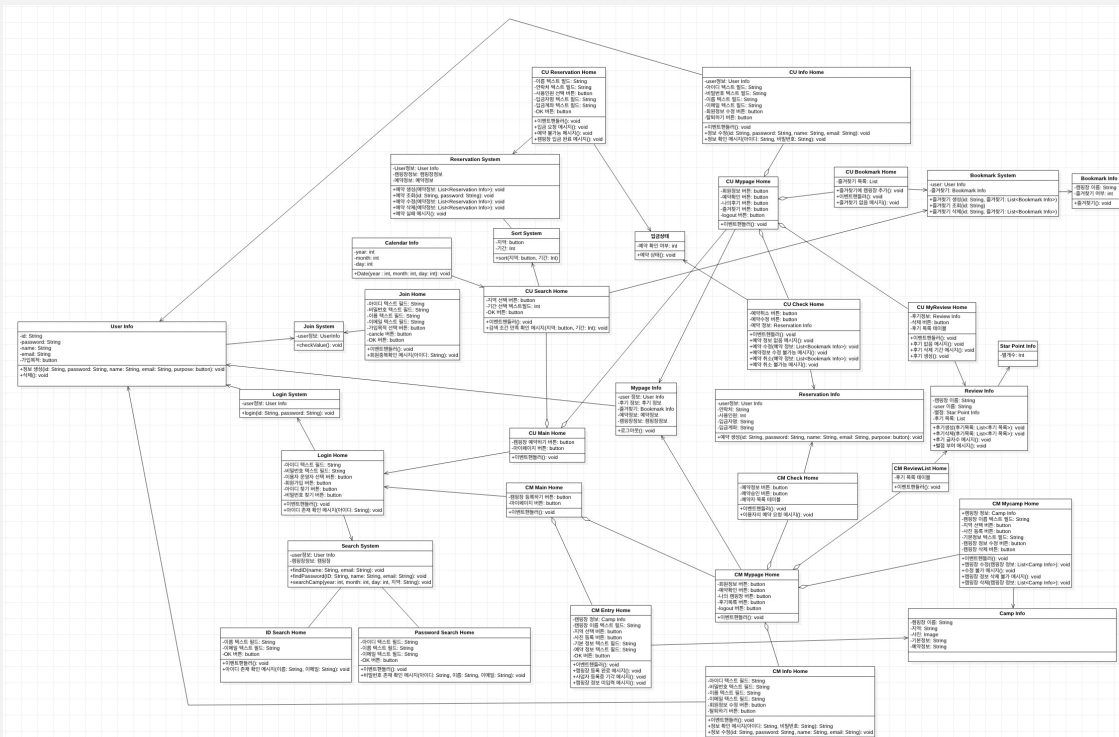 CU Reservation Home
-이름 텍스트 필드: String
-연락처 텍스트 필드: String
-사용인원 선택 버튼: button
-입금자명 텍스트 필드: String
-입금계좌 텍스트 필드: String
-OK 버튼: button
+이벤트핸들러(): void
+입금 요청 메시지(): void
+예약 불가능 메시지(): void
+캠핑장 입금 완료 메시지(): void
CU Info Home
-user정보: User Info
-아이디 텍스트 필드: String
-비밀번호 텍스트 필드: String
-이름 텍스트 필드: String
-이메일 텍스트 필드: String
-회원정보 수정 버튼: button
-탈퇴하기 버튼: button
+이벤트핸들러(): void
+정보 수정(id: String, password: String, name: String, email: String): void
+정보 확인 메시지(아이디: String, 비밀번호: String): void
Reservation System
-User정보: User Info
-캠핑장정보: 캠핑장정보
-예약정보: 예약정보
+예약 생성(예약정보: List<Reservation Info>): void
+예약 조회(id: String, password: String): void
+예약 수정(예약정보: List<Reservation Info>): void
+예약 삭제(예약정보: List<Reservation Info>): void
+예약 실패 메시지(): void
CU Mypage Home
-회원정보 버튼: button
-예약확인 버튼: button
-나의후기 버튼: button
-즐겨찾기 버튼: button
-logout 버튼: button
+이벤트핸들러(): void
CU Bookmark Home
-즐겨찾기 목록: List
+즐겨찾기에 캠핑장 추가(): void
+이벤트핸들러(): void
+즐겨찾기 없음 메시지(): void
Bookmark System
-user: User Info
-즐겨찾기: Bookmark Info
+즐겨찾기 생성(id: String, 즐겨찾기: List<Bookmark Info>)
+즐겨찾기 조회(id: String)
+즐겨찾기 삭제(id: String, 즐겨찾기: List<Bookmark Info>)
Bookmark Info
-캠핑장 이름: String
-즐겨찾기 여부: int
+즐겨찾기(): void
Sort System
-지역: button
-기간: Int
+sort(지역: button, 기간: Int)
입금상태
-예약 확인 여부: int
+예약 상태(): void
Calendar Info
-year: int
-month: int
-day: int
+Date(year : int, month: int, day: int): void
CU Search Home
-지역 선택 버튼: button
-기간 선택 텍스트필드: Int
-OK 버튼: button
+이벤트핸들러(): void
+검색 조건 만족 확인 메시지(지역: button, 기간: Int): void
Join Home
-아이디 텍스트 필드: String
-비밀번호 텍스트 필드: String
-이름 텍스트 필드: String
-이메일 텍스트 필드: String
-가입목적 선택 버튼: button
-cancle 버튼: button
-OK 버튼: button
+이벤트핸들러(): void
+회원중복확인 메시지(아이디: String): void
CU Check Home
-예약취소 버튼: button
-예약수정 버튼: button
-예약 정보: Reservation Info
+이벤트핸들러(): void
+예약 정보 없음 메시지(): void
+예약 수정(예약 정보: List<Bookmark Info>): void
+예약정보 수정 불가능 메시지(): void
+예약 취소(예약 정보: List<Bookmark Info>): void
+예약 취소 불가능 메시지(): void
CU MyReview Home
-후기정보: Review Info
-삭제 버튼: button
-후기 목록 테이블
+이벤트핸들러(): void
+후기 없음 메시지(): void
+후기 삭제 기간 메시지(): void
+후기 생성(): void
User Info
-id: String
-password: String
-name: String
-email: String
-가입목적: button
+정보 생성(id: String, password: String, name: String, email: String, purpose: button): void
+삭제(): void
Join System
-user정보: UserInfo
+checkValue(): void
Star Point Info
-별개수: Int
Login System
-user정보: User Info
+login(id: String, password: String): void
Mypage Info
-user 정보: User Info
-후기 정보: 후기 정보
-즐겨찾기: Bookmark Info
-예약정보: 예약정보
-캠핑장정보: 캠핑장정보
+로그아웃(): void
Reservation Info
-user정보: User Info
-연락처: String
-사용인원: Int
-입금자명: String
-입금계좌: String
+예약 생성(id: String, password: String, name: String, email: String, purpose: button): void
Review Info
-캠핑장 이름: String
-user 이름: String
-별점: Star Point Info
-후기 목록: List
+후기생성(후기목록: List<후기 목록>): void
+후기삭제(후기목록: List<후기 목록>): void
+후기 글자수 메시지(): void
+별점 부여 메시지(): void
CU Main Home
-캠핑장 예약하기 버튼: button
-마이페이지 버튼: button
+이벤트핸들러(): void
Login Home
-아이디 텍스트 필드: String
-비밀번호 텍스트 필드: String
-이용자 운영자 선택 버튼: button
-회원가입 버튼: button
-아이디 찾기 버튼: button
-비밀번호 찾기 버튼: button
+이벤트핸들러(): void
+아이디 존재 확인 메시지(아이디: String): void
CM Main Home
-캠핑장 등록하기 버튼: button
-마이페이지 버튼: button
+이벤트핸들러(): void
CM Check Home
-예약정보 버튼: button
-예약승인 버튼: button
-예약자 목록 테이블
+이벤트핸들러(): void
+이용자의 예약 요청 메시지(): void
CM ReviewList Home
-후기 목록 테이블
+이벤트핸들러(): void
CM Mycamp Home
-캠핑장 정보: Camp Info
-캠핑장 이름 텍스트 필드: String
-지역 선택 버튼: button
-사진 등록 버튼: button
-기본정보 텍스트 필드: String
-캠핑장 정보 수정 버튼: button
-캠핑장 삭제 버튼: button
+이벤트핸들러(): void
+캠핑장 수정(캠핑장 정보: List<Camp Info>): void
+수정 불가 메시지(): void
+캠핑장 정보 삭제 불가 메시지(): void
+캠핑장 삭제(캠핑장 정보: List<Camp Info>): void
Search System
-user정보: User Info
-캠핑장정보: 캠핑장
+findID(name: String, email: String): void
+findPassword(ID: String, name: String, email: String): void
+searchCamp(year: int, month: int, day: int, 지역: String): void
CM Mypage Home
-회원정보 버튼: button
-예약확인 버튼: button
-나의 캠핑장 버튼: button
-후기목록 버튼: button
-logout 버튼: button
+이벤트핸들러(): void
CM Entry Home
-캠핑장 정보: Camp Info
-캠핑장 이름 텍스트 필드: String
-지역 선택 버튼: button
-사진 등록 버튼: button
-기본 정보 텍스트 필드: String
-예약 정보 텍스트 필드: String
-OK 버튼: button
+이벤트핸들러(): void
+캠핑장 등록 완료 메시지(): void
+사업자 등록증 기각 메시지(): void
+캠핑장 정보 미입력 메시지(): void
Camp Info
-캠핑장 이름: String
-지역: String
-사진: Image
-기본정보: String
-예약정보: String
ID Search Home
-이름 텍스트 필드: String
-이메일 텍스트 필드: String
-OK 버튼: button
+이벤트핸들러(): void
+아이디 존재 확인 메시지(이름: String, 이메일: String): void
Password Search Home
-아이디 텍스트 필드: String
-이름 텍스트 필드: String
-이메일 텍스트 필드: String
-OK 버튼: button
+이벤트핸들러(): void
+비밀번호 존재 확인 메시지(아이디: String, 이름: String, 이메일: String): void
CM Info Home
-아이디 텍스트 필드: String
-비밀번호 텍스트 필드: String
-이름 텍스트 필드: String
-이메일 텍스트 필드: String
-회원정보 수정 버튼: button
-탈퇴하기 버튼: button
+이벤트핸들러(): void
+정보 확인 메시지(아이디: String, 비밀번호: String): String
+정보 수정(id: String, password: String, name: String, email: String): void